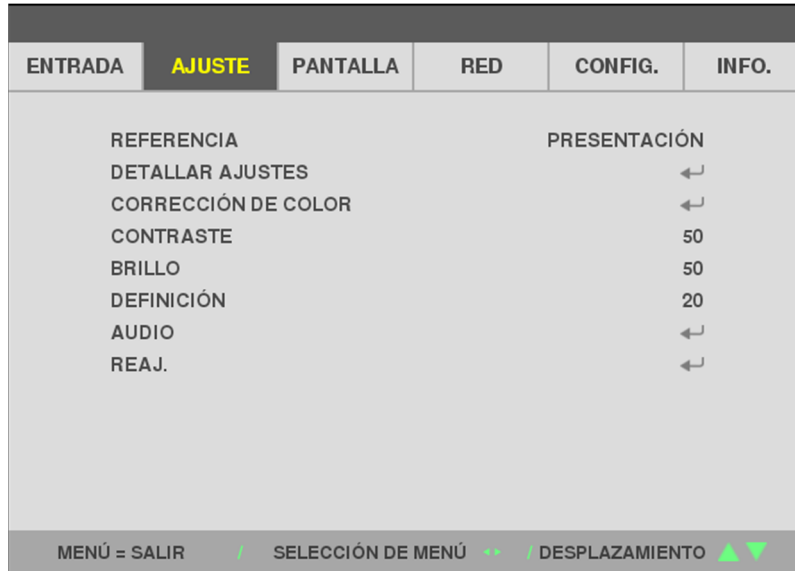 ENTRADA AJUSTE PANTALLA RED CONFIG. INFO.
REFERENCIA PRESENTACIÓN
DETALLAR AJUSTES
CORRECCIÓN DE COLOR
CONTRASTE 50
BRILLO 50
DEFINICIÓN 20
AUDIO
REAJ.
MENÚ = SALIR / SELECCIÓN DE MENÚ / DESPLAZAMIENTO